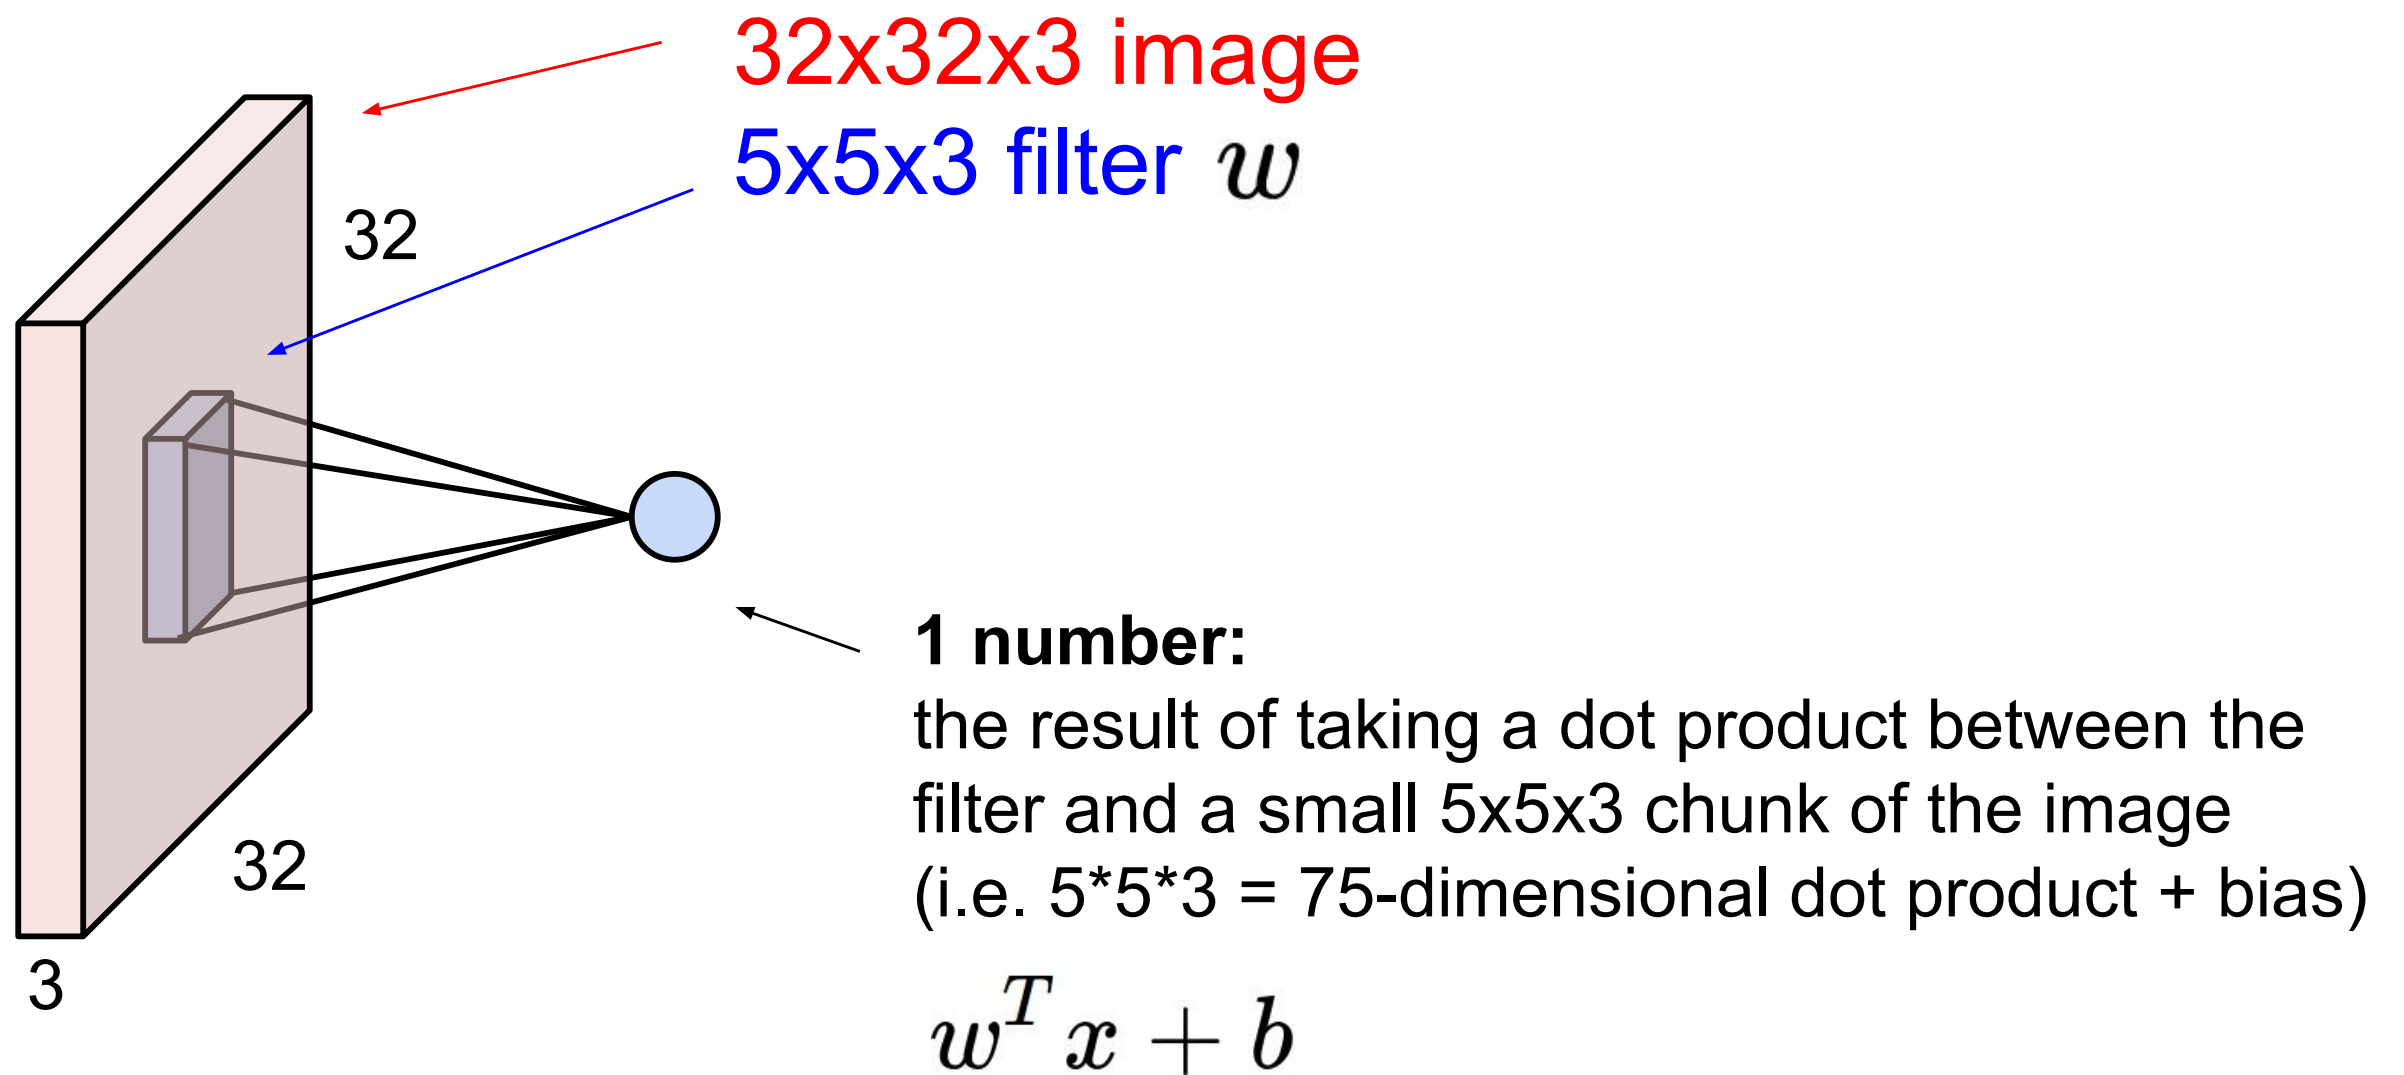 32x32x3 image
5x5x3 filter w
32
32
3
1 number:
the result of taking a dot product between the
filter and a small 5x5x3 chunk of the image
(i.e. 5*5*3 = 75-dimensional dot product + bias)
w^T x + b